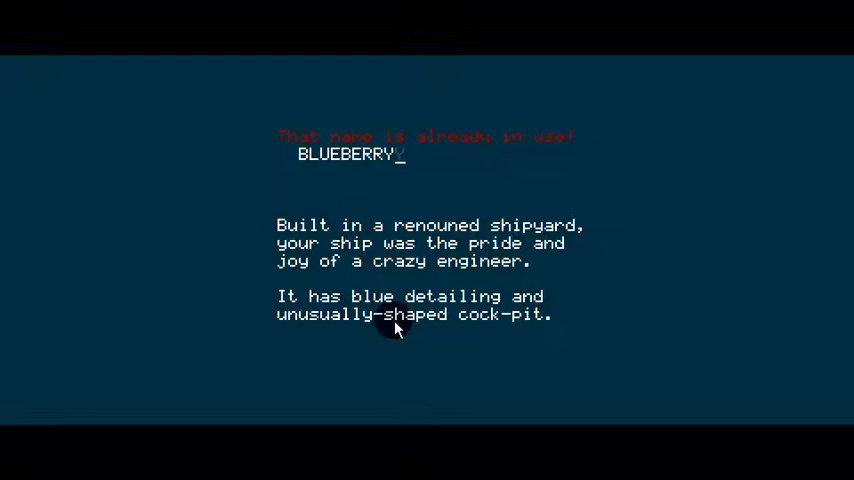 That name is already in use!
BLUEBERRY_
Built in a renouned shipyard,
your ship was the pride and
joy of a crazy engineer.
It has blue detailing and
unusually-shaped cock-pit.